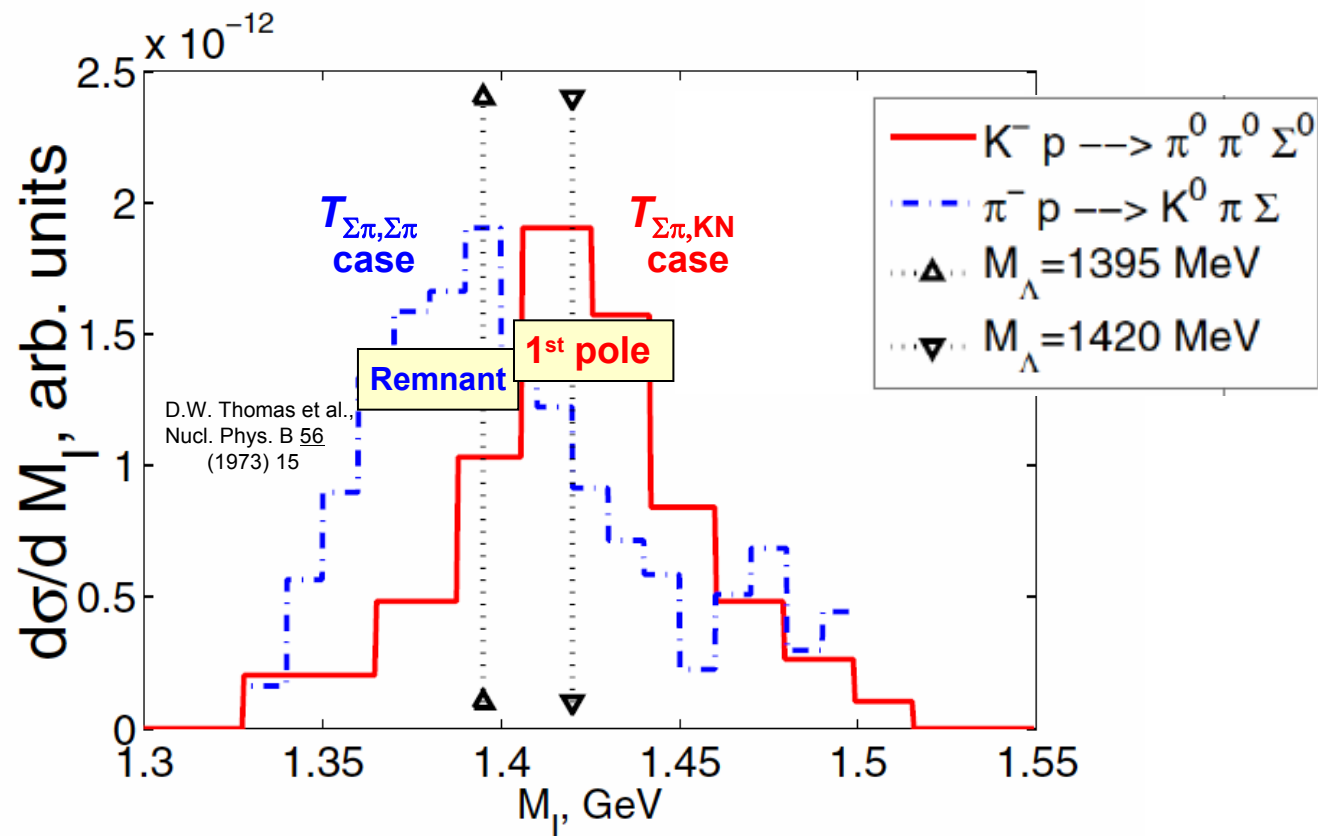 x 10⁻¹²
2.5
2
1.5
1
0.5
0
dσ/d M_I, arb. units
1.3
1.35
1.4
1.45
1.5
1.55
M_I, GeV
T_Σπ,Σπ
case
T_Σπ,KN
case
Remnant
1st pole
D.W. Thomas et al.,
Nucl. Phys. B 56
(1973) 15
K⁻ p −−> π⁰ π⁰ Σ⁰
π⁻ p −−> K⁰ π Σ
M_Λ=1395 MeV
M_Λ=1420 MeV